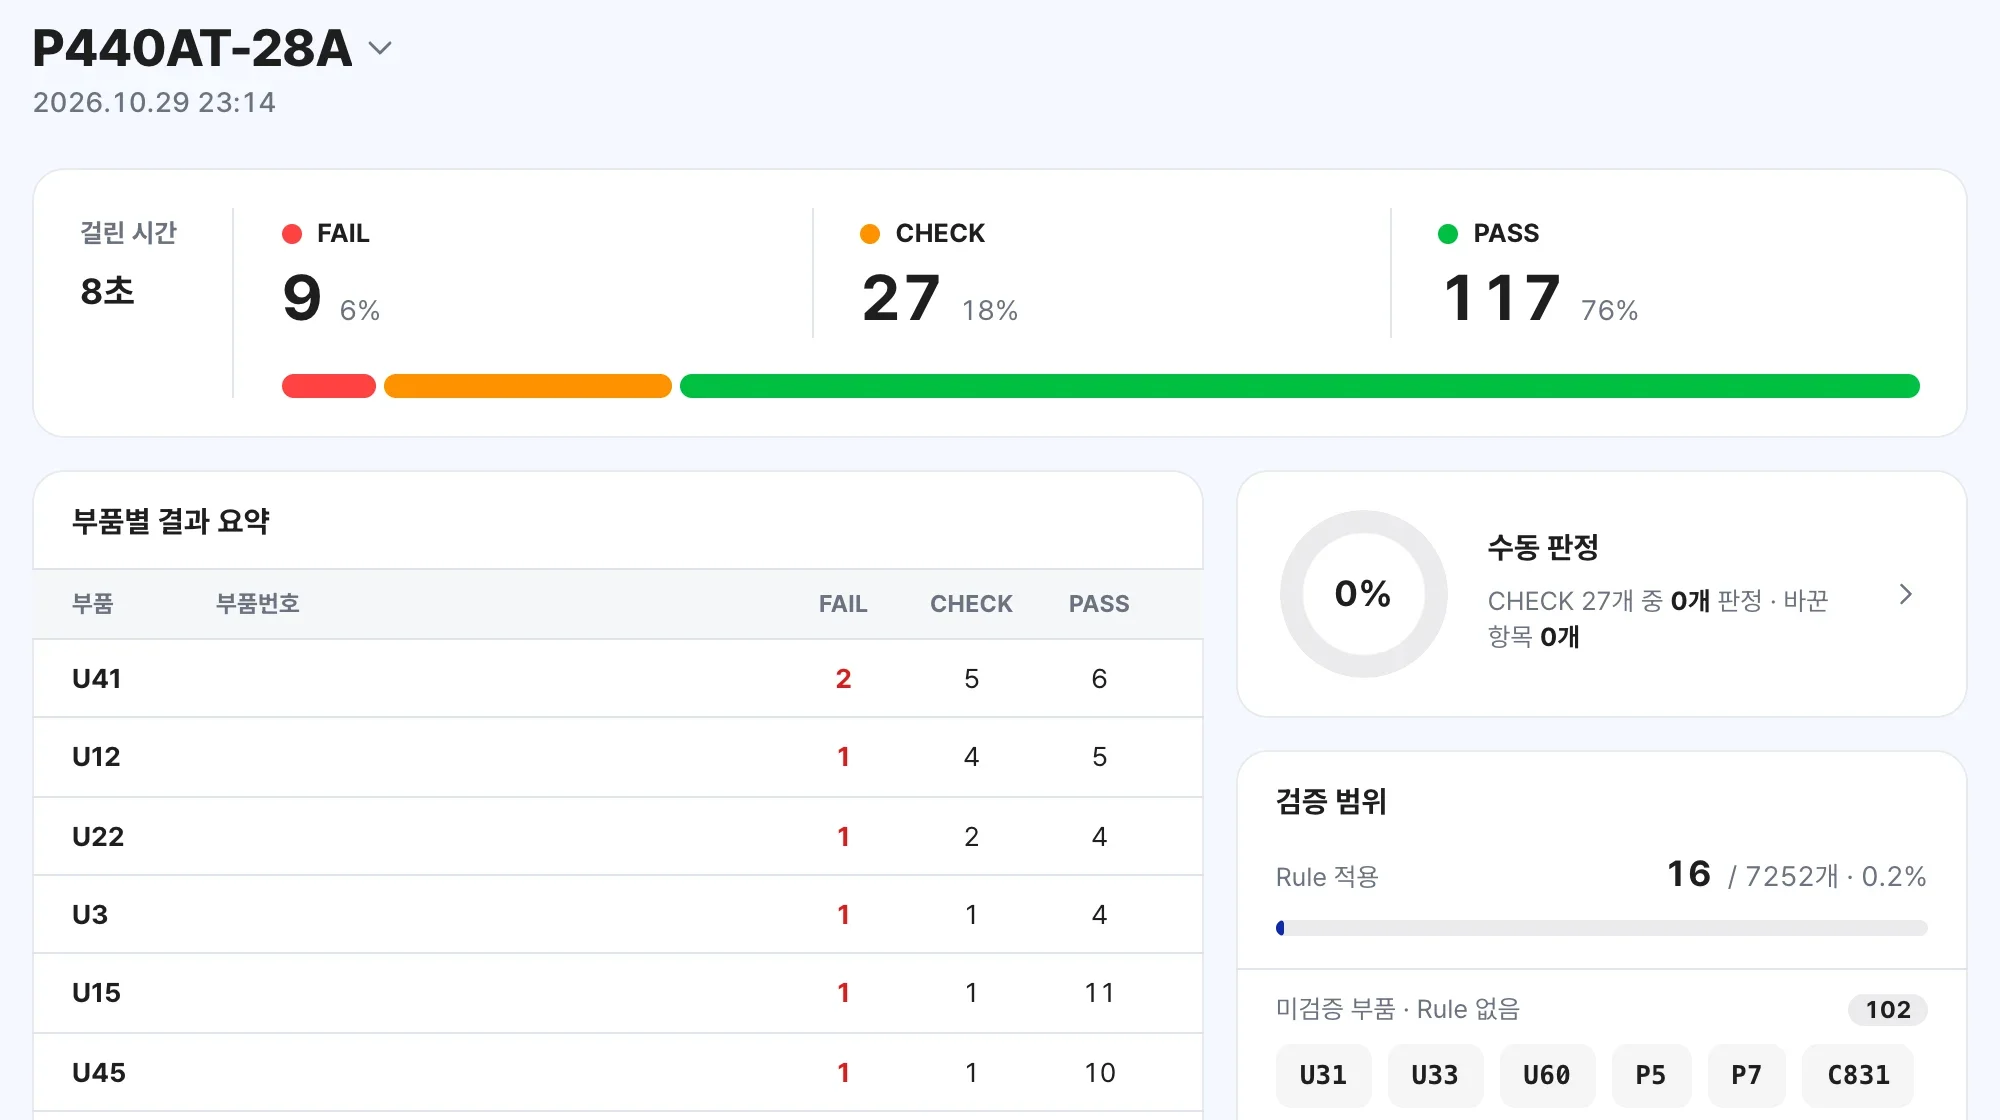 P440AT-28A
2026.10.29 23:14
걸린 시간
8초
FAIL
9 6%
CHECK
27 18%
PASS
117 76%
부품별 결과 요약
부품 부품번호 FAIL CHECK PASS
U41 2 5 6
U12 1 4 5
U22 1 2 4
U3 1 1 4
U15 1 1 11
U45 1 1 10
0%
수동 판정
CHECK 27개 중 0개 판정 · 바꾼
항목 0개
검증 범위
Rule 적용 16 / 7252개 · 0.2%
미검증 부품 · Rule 없음 102
U31 U33 U60 P5 P7 C831